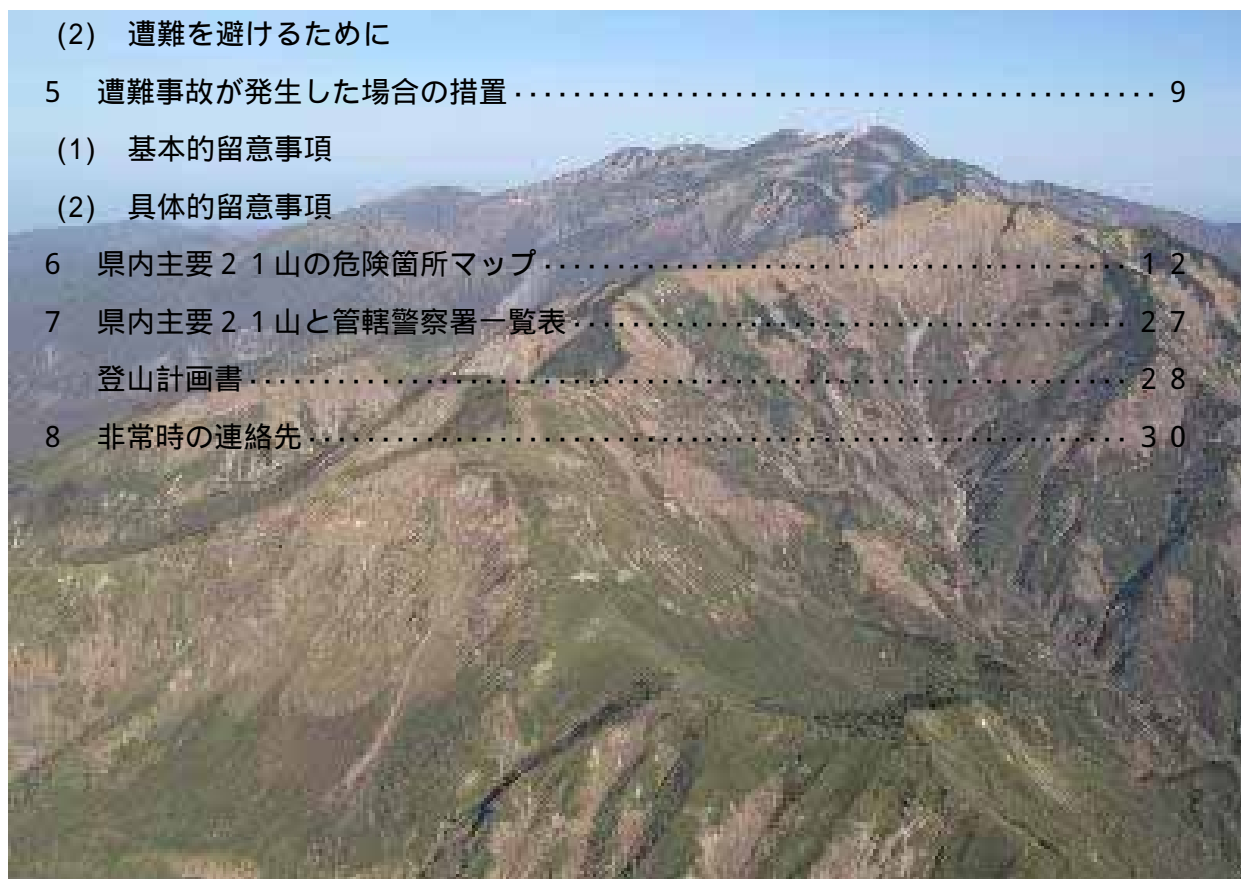 (2) 遭難を避けるために
5 遭難事故が発生した場合の措置 ・・・・・・・・・・・・・・・・・・・・・・・・・・・・・・・・・・・・・・・・・・・・ 9
(1) 基本的留意事項
(2) 具体的留意事項
6 県内主要21山の危険箇所マップ ・・・・・・・・・・・・・・・・・・・・・・・・・・・・・・・・・・・・・・・・ 12
7 県内主要21山と管轄警察署一覧表 ・・・・・・・・・・・・・・・・・・・・・・・・・・・・・・・・・・・・・・ 27
登山計画書 ・・・・・・・・・・・・・・・・・・・・・・・・・・・・・・・・・・・・・・・・・・・・・・・・・・・・・・・・・・・・ 28
8 非常時の連絡先 ・・・・・・・・・・・・・・・・・・・・・・・・・・・・・・・・・・・・・・・・・・・・・・・・・・・・・・・・ 30